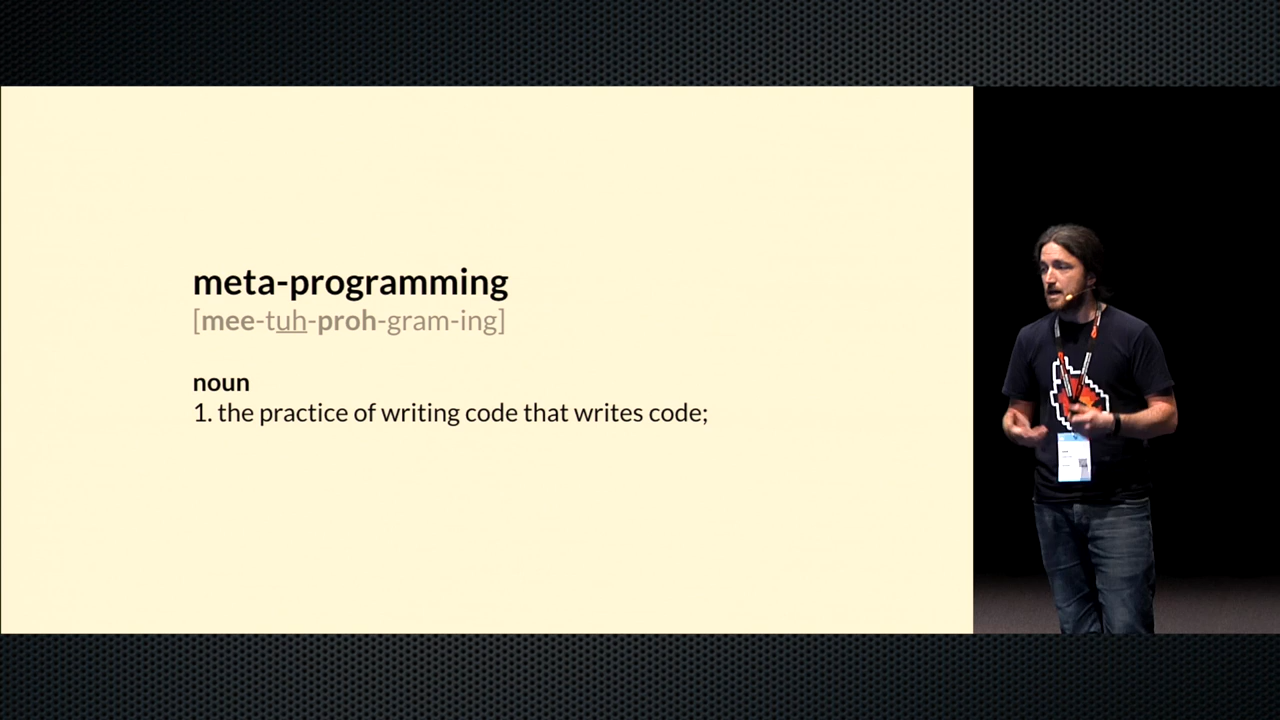 meta-programming
[mee-tuh-proh-gram-ing]
noun
1. the practice of writing code that writes code;